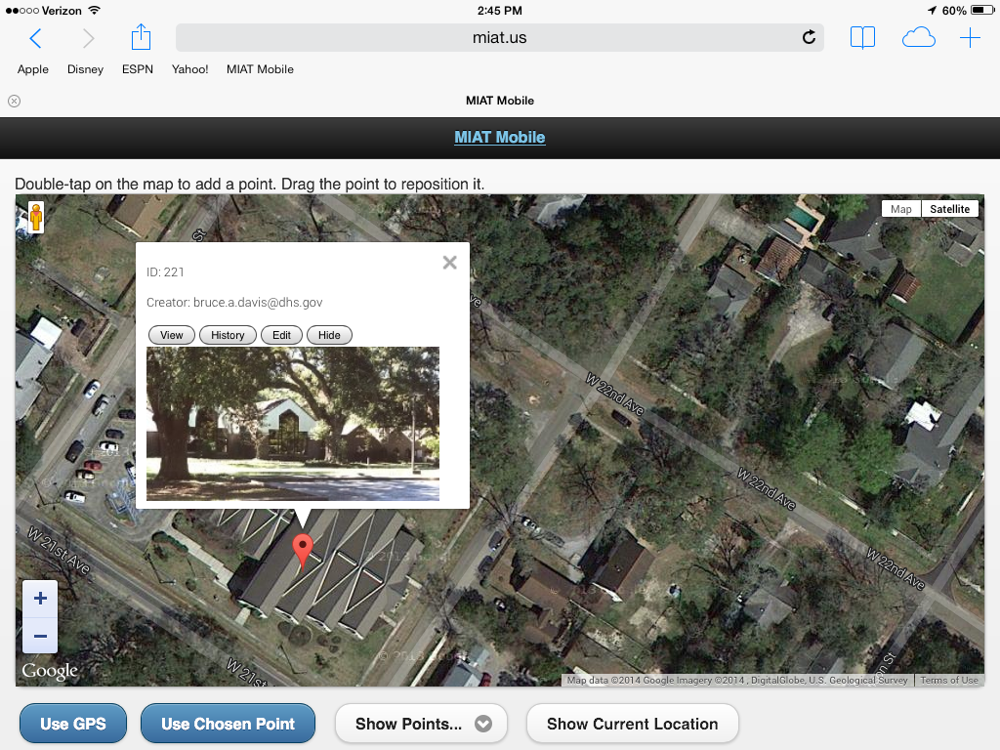 Verizon 2:45 PM 60%
miat.us
Apple Disney ESPN Yahoo! MIAT Mobile
MIAT Mobile
MIAT Mobile
Double-tap on the map to add a point. Drag the point to reposition it.
Map Satellite
St
ID: 221
Creator: bruce.a.davis@dhs.gov
View History Edit Hide
W 22nd Ave
W 22nd Ave
W 21st Ave
W 22nd Ave
+
−
W 21st
Google
Map data ©2014 Google Imagery ©2014 , DigitalGlobe, U.S. Geological Survey Terms of Use
Use GPS Use Chosen Point Show Points... Show Current Location